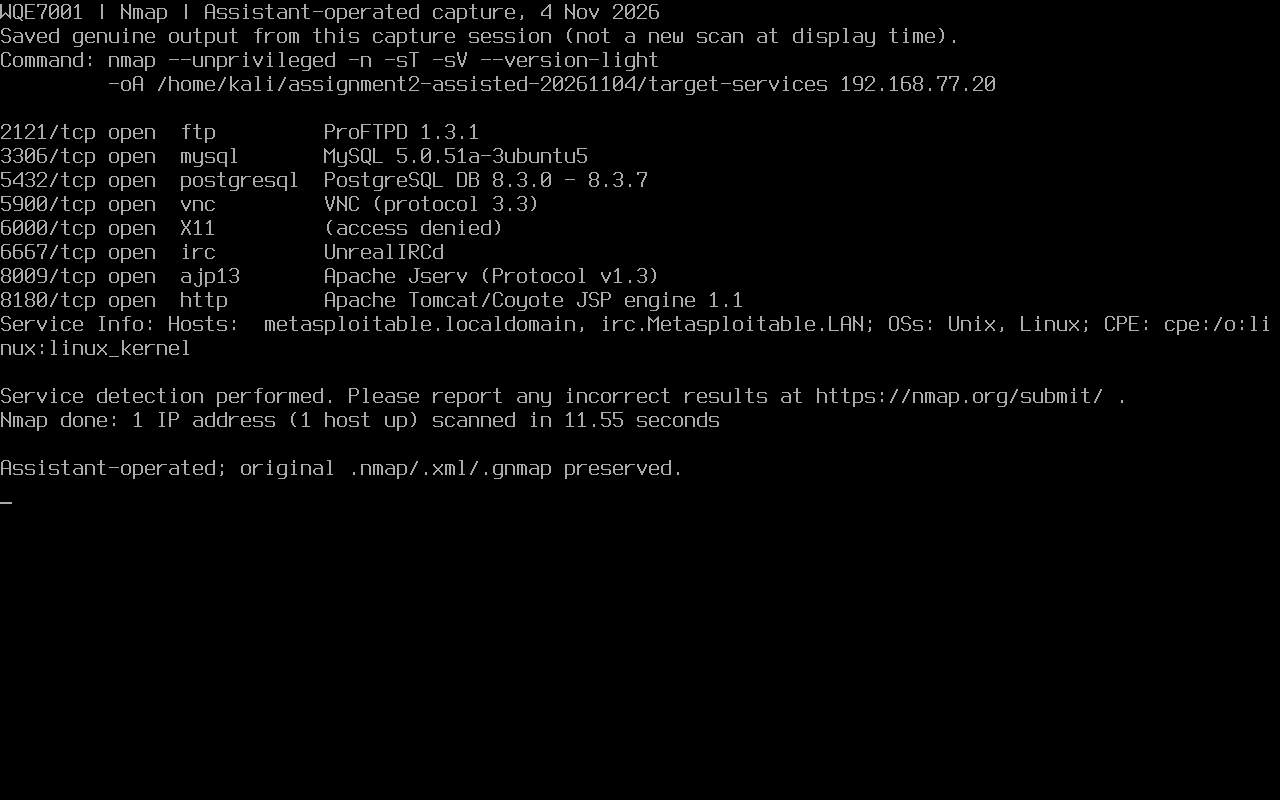 WQE7001 | Nmap | Assistant-operated capture, 4 Nov 2026
Saved genuine output from this capture session (not a new scan at display time).
Command: nmap --unprivileged -n -sT -sV --version-light
         -oA /home/kali/assignment2-assisted-20261104/target-services 192.168.77.20

2121/tcp open  ftp         ProFTPD 1.3.1
3306/tcp open  mysql       MySQL 5.0.51a-3ubuntu5
5432/tcp open  postgresql  PostgreSQL DB 8.3.0 - 8.3.7
5900/tcp open  vnc         VNC (protocol 3.3)
6000/tcp open  X11         (access denied)
6667/tcp open  irc         UnrealIRCd
8009/tcp open  ajp13       Apache Jserv (Protocol v1.3)
8180/tcp open  http        Apache Tomcat/Coyote JSP engine 1.1
Service Info: Hosts:  metasploitable.localdomain, irc.Metasploitable.LAN; OSs: Unix, Linux; CPE: cpe:/o:li
nux:linux_kernel

Service detection performed. Please report any incorrect results at https://nmap.org/submit/ .
Nmap done: 1 IP address (1 host up) scanned in 11.55 seconds

Assistant-operated; original .nmap/.xml/.gnmap preserved.
_